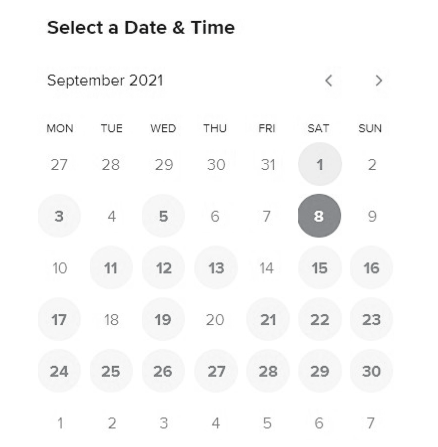 Select a Date & Time
September 2021
MON TUE WED THU FRI SAT SUN
27 28 29 30 31 1 2
3 4 5 6 7 8 9
10 11 12 13 14 15 16
17 18 19 20 21 22 23
24 25 26 27 28 29 30
1 2 3 4 5 6 7